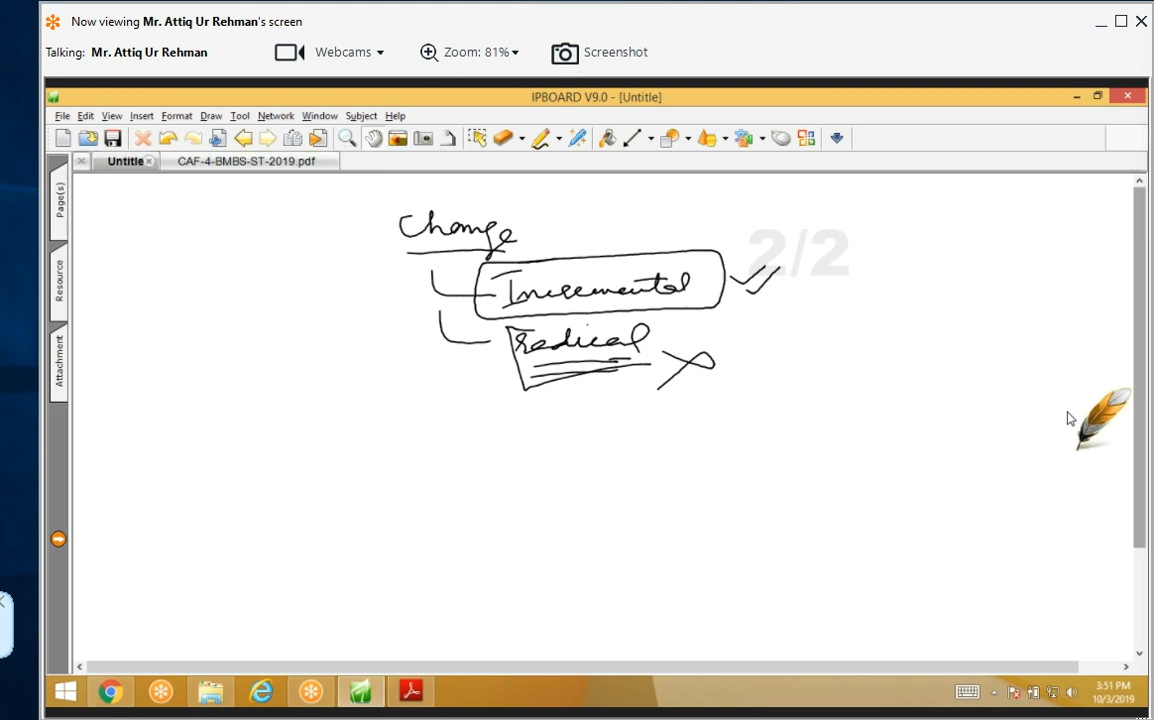 Now viewing Mr. Attiq Ur Rehman's screen
Talking: Mr. Attiq Ur Rehman Webcams Zoom: 81% Screenshot
IPBOARD V9.0 - [Untitle]
File Edit View Insert Format Draw Tool Network Window Subject Help
Untitle CAF-4-BMBS-ST-2019.pdf
Page(s)
Resource
Attachment
2/2
Change
Incremental
Radical
3:51 PM
10/3/2019